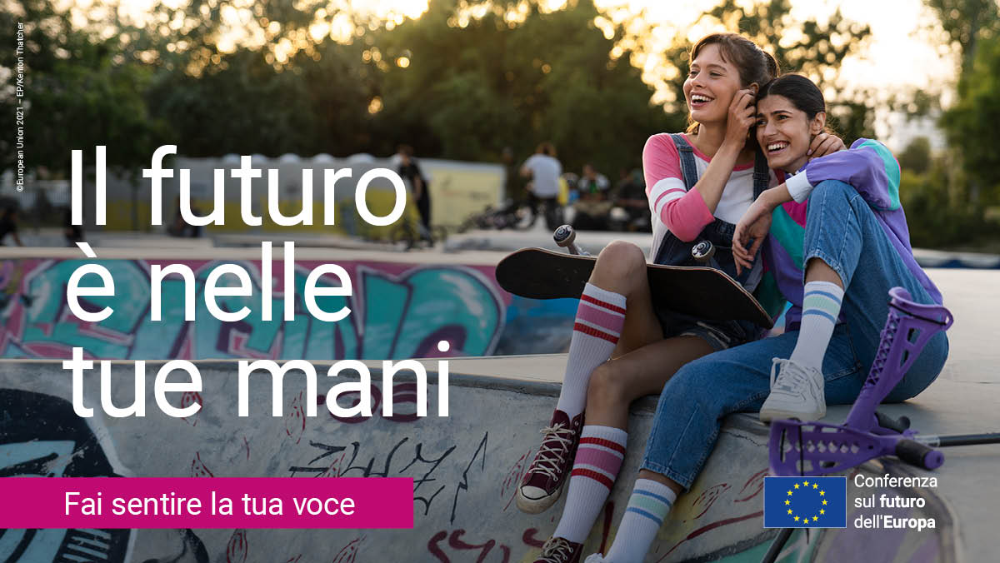 ©European Union 2021 – EP/Kenton Thatcher
Il futuro
è nelle
tue mani
Fai sentire la tua voce
Conferenza
sul futuro
dell'Europa